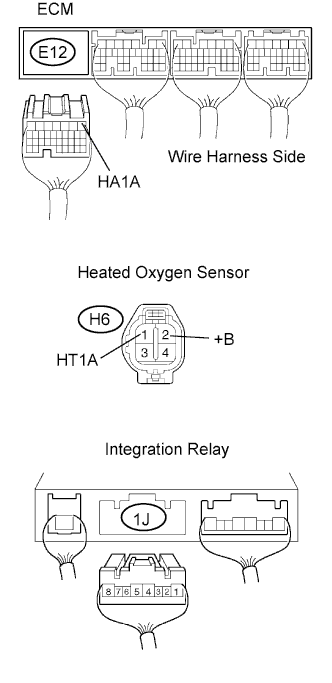 ECM
E12
Wire Harness Side
HA1A
Heated Oxygen Sensor
H6
1 2
+B
HT1A
3 4
Integration Relay
1J
8 7 6 5 4 3 2 1